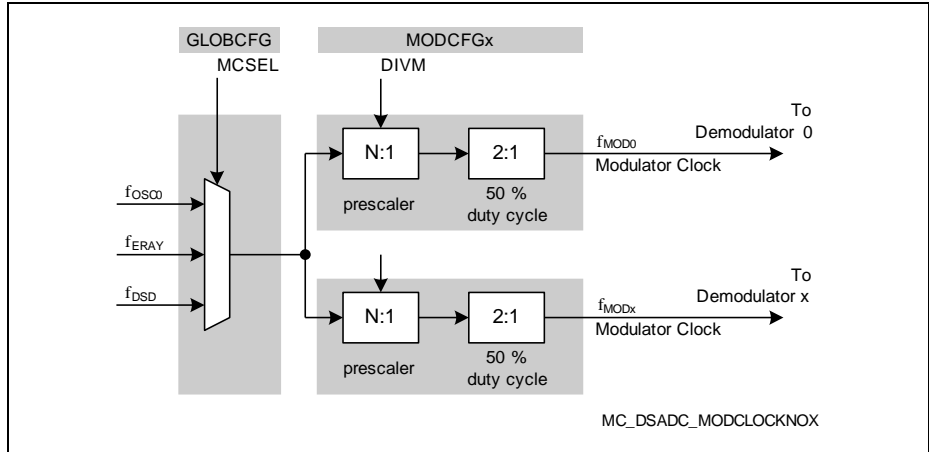 GLOBCFG
MCSEL
MODCFGx
DIVM
fOSC0
fERAY
fDSD
N:1
prescaler
2:1
50 %
duty cycle
fMOD0
Modulator Clock
To
Demodulator 0
N:1
prescaler
2:1
50 %
duty cycle
fMODx
Modulator Clock
To
Demodulator x
MC_DSADC_MODCLOCKNOX